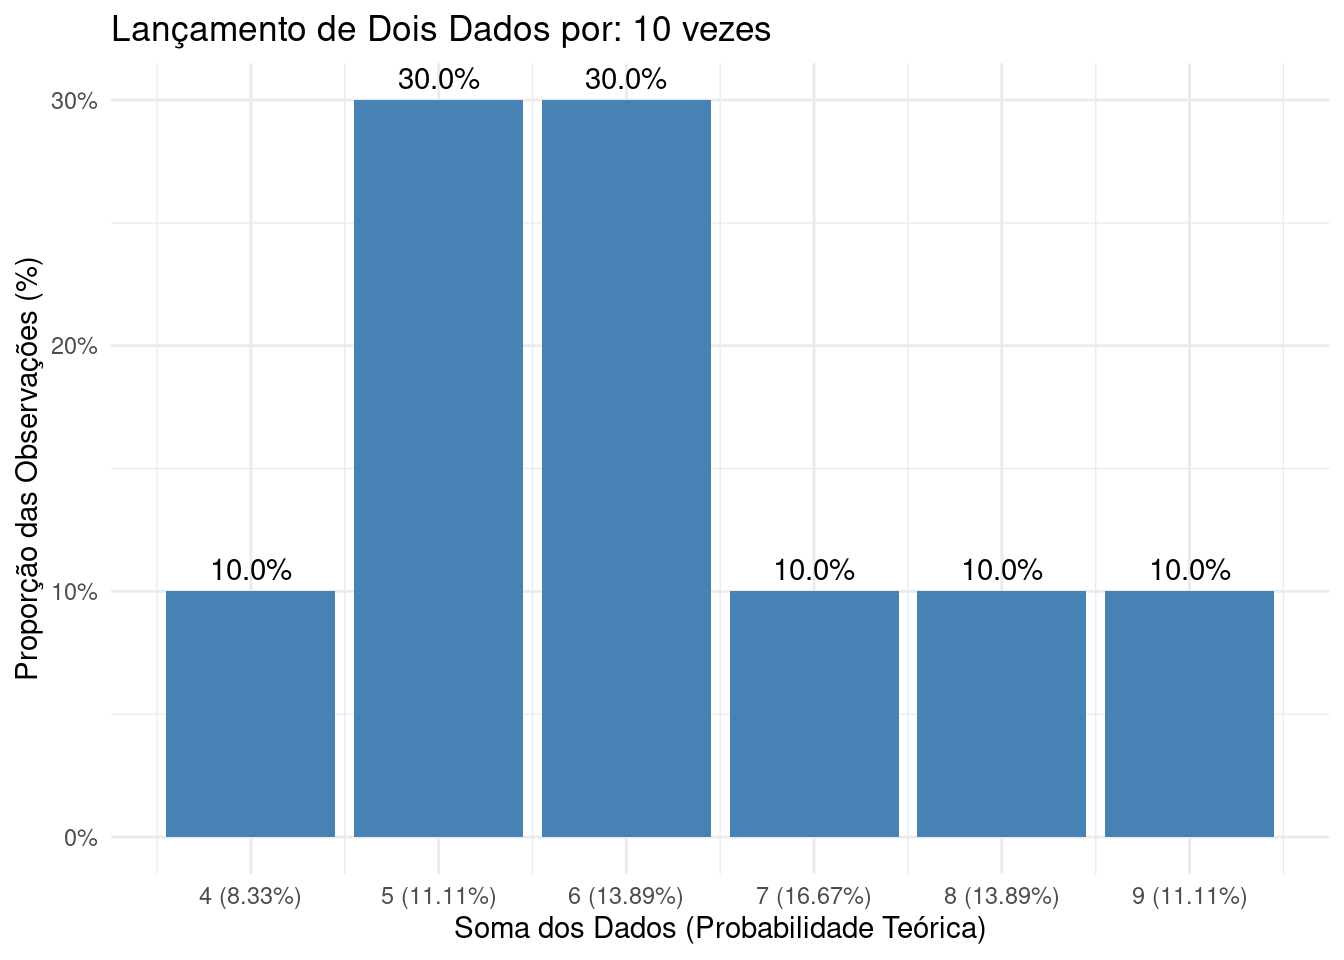 Lançamento de Dois Dados por: 10 vezes
30.0% 30.0%
30%
20%
10.0% 10.0% 10.0% 10.0%
10%
0%
Proporção das Observações (%)
4 (8.33%) 5 (11.11%) 6 (13.89%) 7 (16.67%) 8 (13.89%) 9 (11.11%)
Soma dos Dados (Probabilidade Teórica)